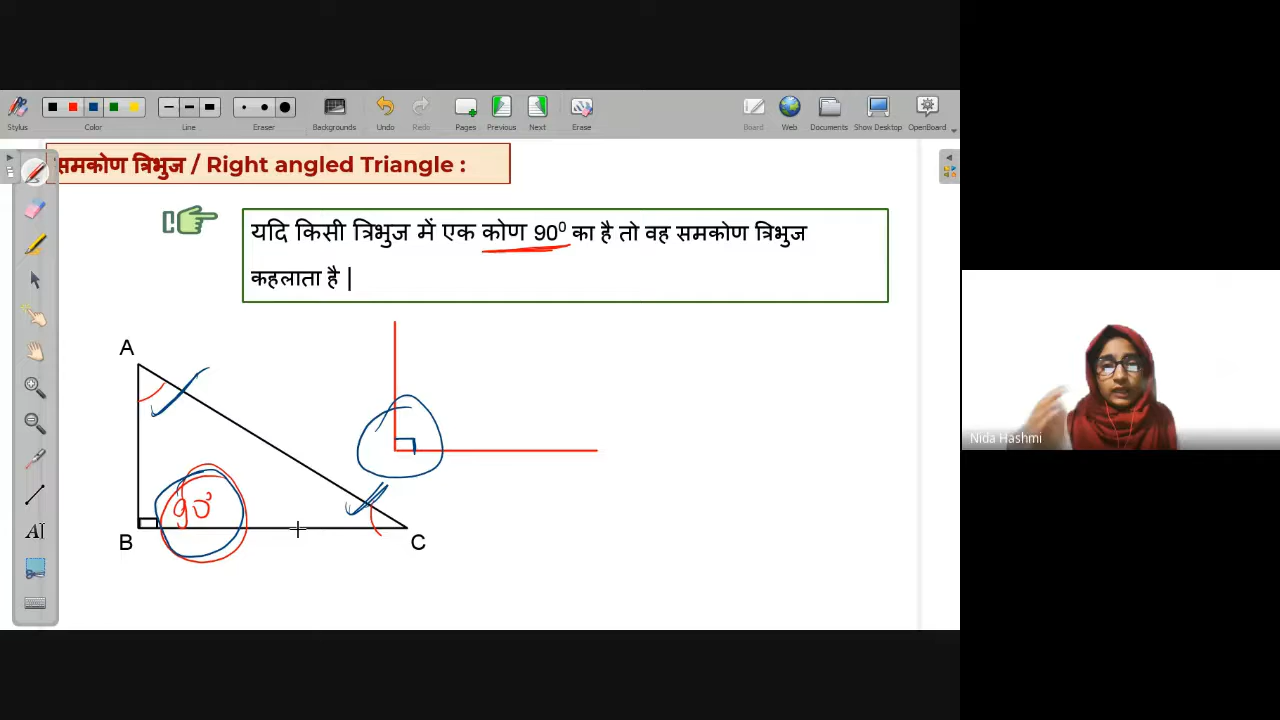 Stylus
Color
Line
Eraser
Backgrounds
Undo
Redo
Pages
Previous
Next
Erase
Board
Web
Documents
Show Desktop
OpenBoard
समकोण त्रिभुज / Right angled Triangle :
यदि किसी त्रिभुज में एक कोण 90⁰ का है तो वह समकोण त्रिभुज
कहलाता है |
A
90°
B
C
Nida Hashmi